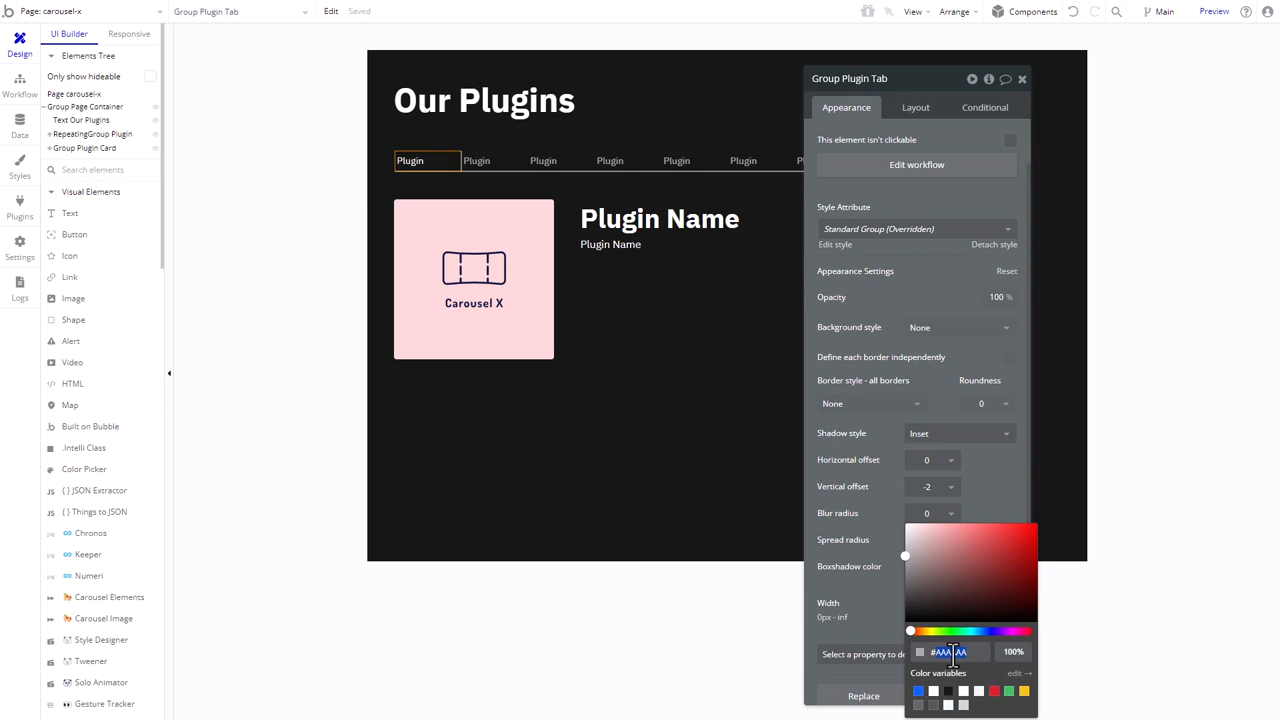 Page: carousel-x
Group Plugin Tab
Edit
Saved
View
Arrange
Components
Main
Preview
Design
Workflow
Data
Styles
Plugins
Settings
Logs
UI Builder
Responsive
Elements Tree
Only show hideable
Page carousel-x
Group Page Container
Text Our Plugins
RepeatingGroup Plugin
Group Plugin Card
Search elements
Visual Elements
Text
Button
Icon
Link
Image
Shape
Alert
Video
HTML
Map
Built on Bubble
.Intelli Class
Color Picker
{ } JSON Extractor
{ } Things to JSON
Chronos
Keeper
Numeri
Carousel Elements
Carousel Image
Style Designer
Tweener
Solo Animator
Gesture Tracker
Our Plugins
Plugin Plugin Plugin Plugin Plugin Plugin
Carousel X
Plugin Name
Plugin Name
Group Plugin Tab
Appearance
Layout
Conditional
This element isn't clickable
Edit workflow
Style Attribute
Standard Group (Overridden)
Edit style
Detach style
Appearance Settings
Reset
Opacity
100 %
Background style
None
Define each border independently
Border style - all borders
Roundness
None
0
Shadow style
Inset
Horizontal offset
0
Vertical offset
-2
Blur radius
0
Spread radius
Boxshadow color
Width
0px - inf
Replace
100%
Color variables
edit →